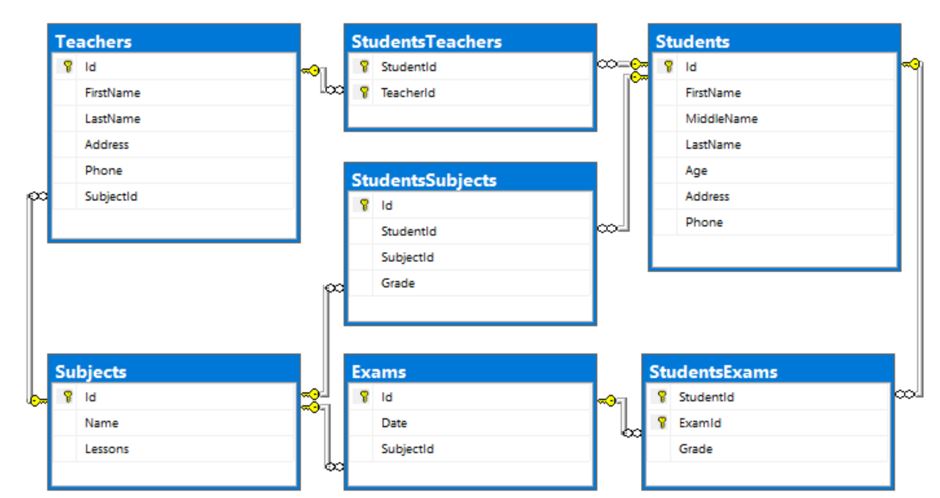 Teachers
Id
FirstName
LastName
Address
Phone
SubjectId
StudentsTeachers
StudentId
TeacherId
Students
Id
FirstName
MiddleName
LastName
Age
Address
Phone
StudentsSubjects
Id
StudentId
SubjectId
Grade
Subjects
Id
Name
Lessons
Exams
Id
Date
SubjectId
StudentsExams
StudentId
ExamId
Grade